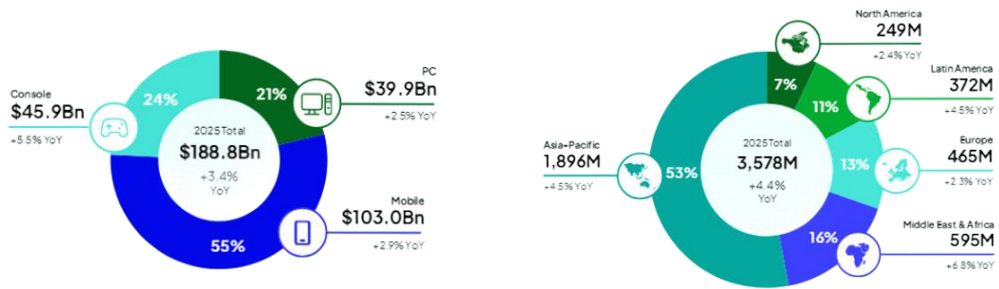 PC
$39.9Bn
+2.5% YoY
21%
Console
$45.9Bn
+5.5% YoY
24%
2025 Total
$188.8Bn
+3.4%
YoY
Mobile
$103.0Bn
+2.9% YoY
55%
North America
249M
+2.4% YoY
7%
Latin America
372M
+4.5% YoY
11%
Europe
465M
+2.3% YoY
13%
Asia-Pacific
1,896M
+4.5% YoY
53%
2025 Total
3,578M
+4.4%
YoY
Middle East & Africa
595M
+6.8% YoY
16%